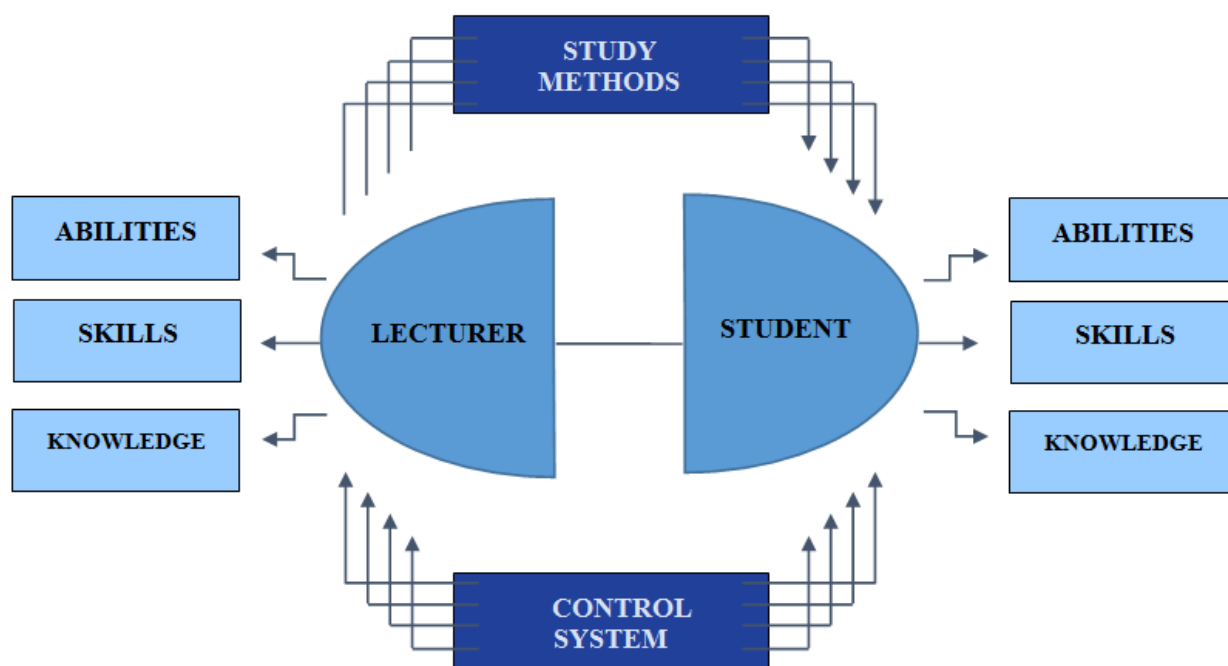 STUDY
METHODS
ABILITIES
ABILITIES
LECTURER
STUDENT
SKILLS
SKILLS
KNOWLEDGE
KNOWLEDGE
CONTROL
SYSTEM